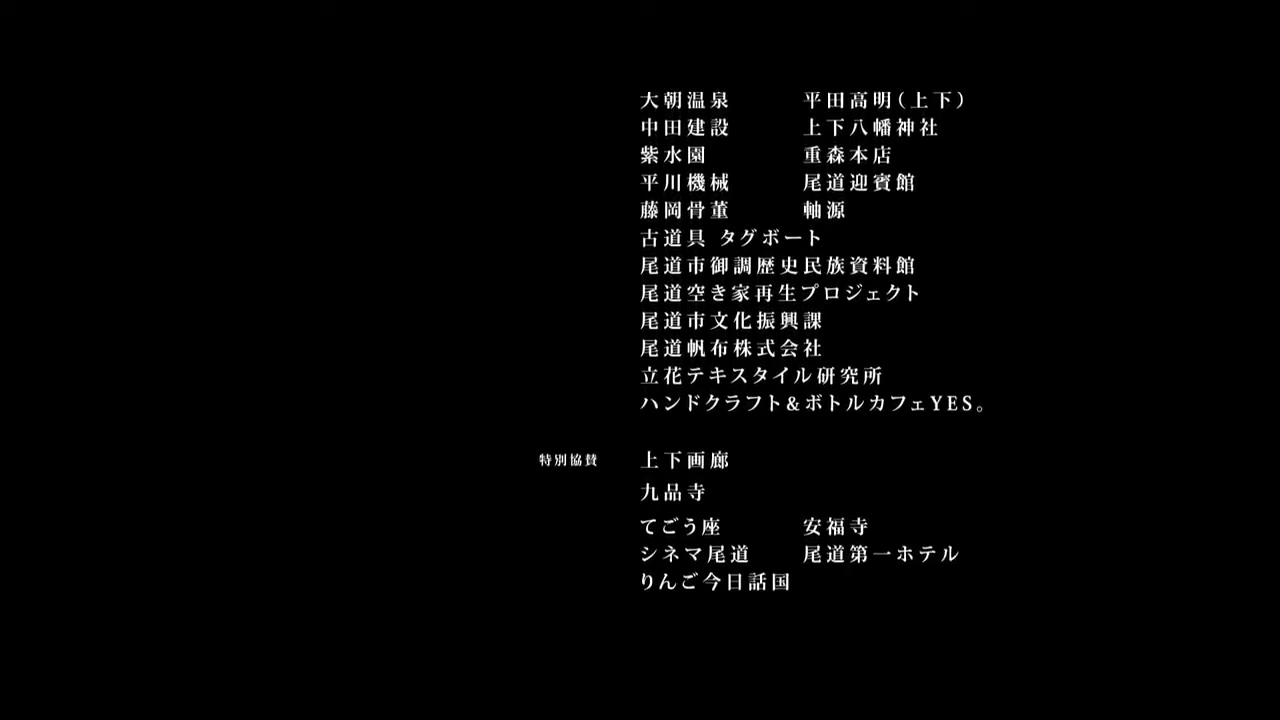 大朝温泉 平田高明(上下)
中田建設 上下八幡神社
紫水園 重森本店
平川機械 尾道迎賓館
藤岡骨董 軸源
古道具 タグボート
尾道市御調歴史民族資料館
尾道空き家再生プロジェクト
尾道市文化振興課
尾道帆布株式会社
立花テキスタイル研究所
ハンドクラフト&ボトルカフェYES。
特別協賛 上下画廊
九品寺
てごう座 安福寺
シネマ尾道 尾道第一ホテル
りんご今日話国